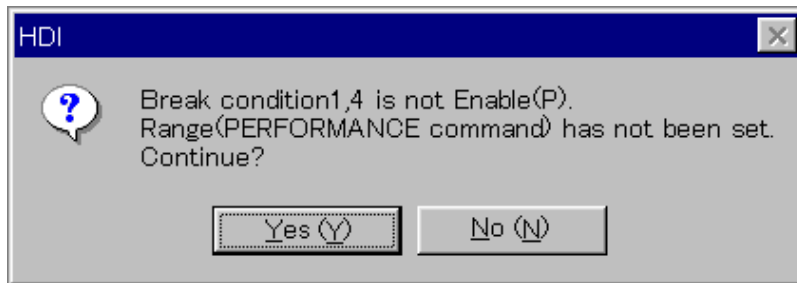 HDI
Break condition1,4 is not Enable(P).
Range(PERFORMANCE command) has not been set.
Continue?
Yes (Y)
No (N)